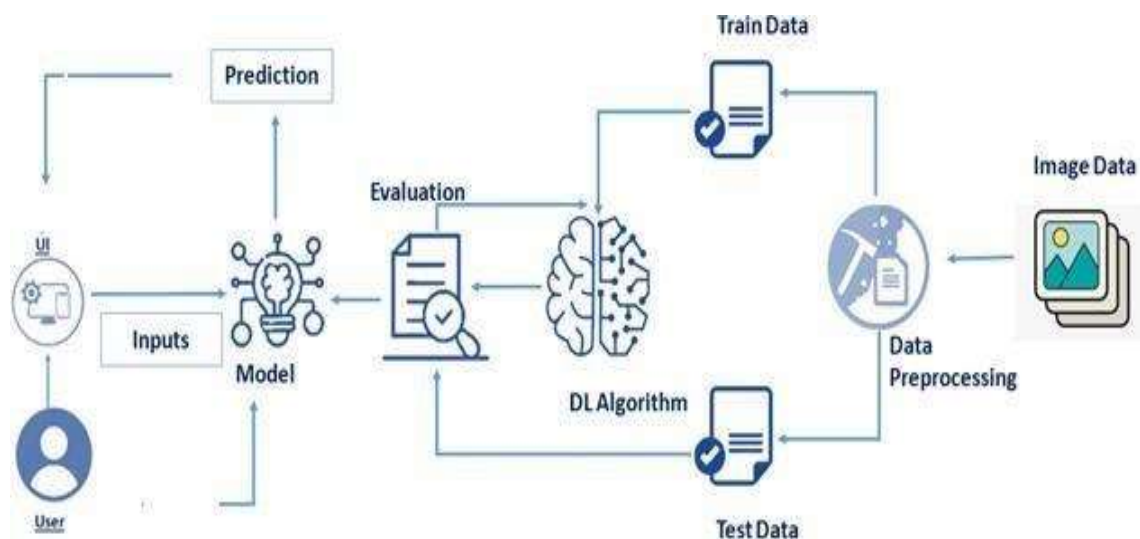 Train Data
Prediction
Image Data
Evaluation
UI
Inputs
Model
DL Algorithm
Data
Preprocessing
User
Test Data